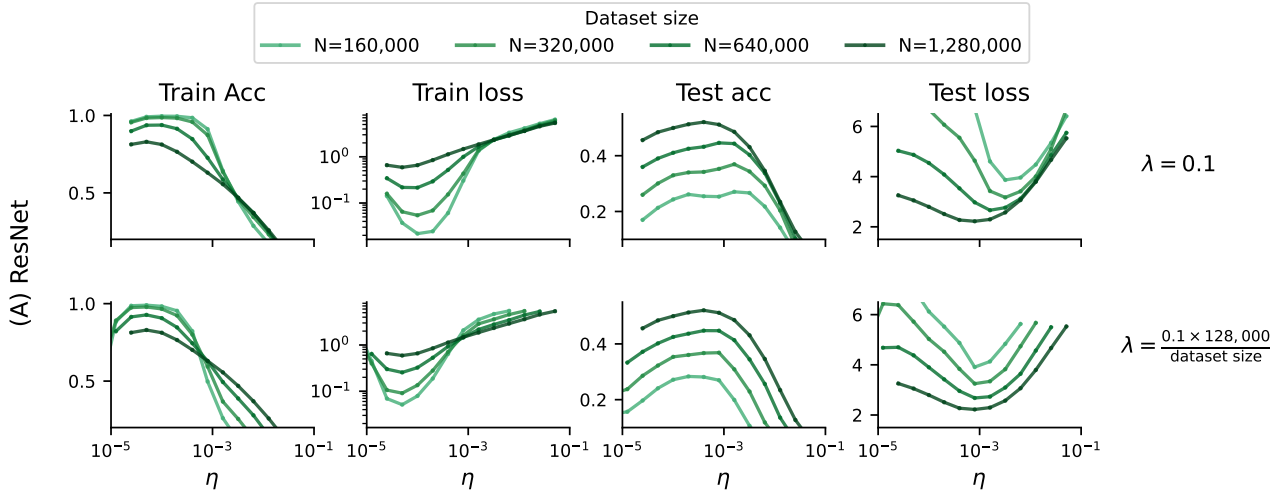 Dataset size
N=160,000 N=320,000 N=640,000 N=1,280,000
Train Acc Train loss Test acc Test loss
(A) ResNet
1.0
0.5
10⁰
10⁻¹
0.4
0.2
6
4
2
λ = 0.1
1.0
0.5
10⁰
10⁻¹
0.4
0.2
6
4
2
λ = 0.1 × 128,000 / dataset size
10⁻⁵ 10⁻³ 10⁻¹ 10⁻⁵ 10⁻³ 10⁻¹ 10⁻⁵ 10⁻³ 10⁻¹ 10⁻⁵ 10⁻³ 10⁻¹
η η η η